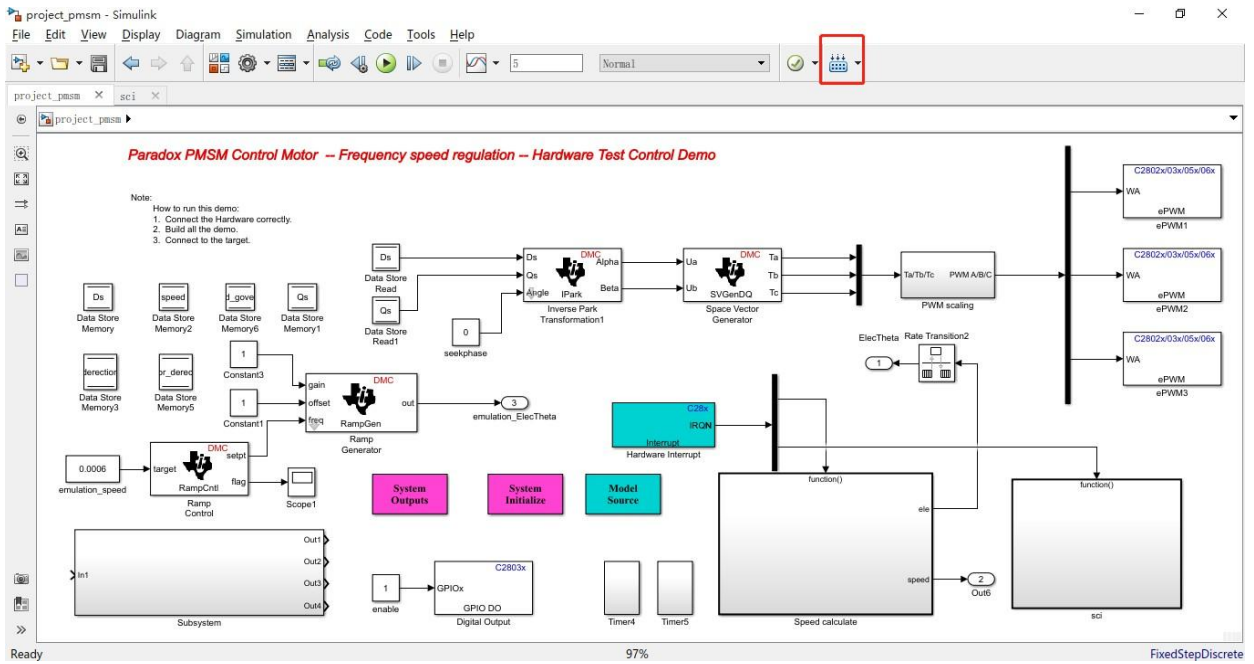 project_pmsm - Simulink
File Edit View Display Diagram Simulation Analysis Code Tools Help
5
Normal
project_pmsm
sci
project_pmsm
Paradox PMSM Control Motor -- Frequency speed regulation -- Hardware Test Control Demo
Note:
How to run this demo:
1. Connect the Hardware correctly.
2. Build all the demo.
3. Connect to the target.
C2802x/03x/05x/06x
WA
ePWM
ePWM1
Ds
Data Store
Read
Qs
Data Store
Read1
0
seekphase
DMC
Ds
Qs
Angle
Alpha
Beta
IPark
Inverse Park
Transformation1
DMC
Ua
Ub
Ta
Tb
Tc
SVGenDQ
Space Vector
Generator
Ta/Tb/Tc
PWM A/B/C
PWM scaling
C2802x/03x/05x/06x
WA
ePWM
ePWM2
C2802x/03x/05x/06x
WA
ePWM
ePWM3
Ds
Data Store
Memory
speed
Data Store
Memory2
d_gove
Data Store
Memory6
Qs
Data Store
Memory1
derection
Data Store
Memory3
or_derec
Data Store
Memory5
1
Constant3
1
Constant1
DMC
gain
offset
freq
out
RampGen
Ramp
Generator
3
emulation_ElecTheta
ElecTheta
1
Rate Transition2
0.0006
emulation_speed
DMC
target
setpt
flag
RampCntl
Ramp
Control
Scope1
C28x
IRQN
Interrupt
Hardware Interrupt
System
Outputs
System
Initialize
Model
Source
In1
Out1
Out2
Out3
Out4
Subsystem
1
enable
C2803x
GPIOx
GPIO DO
Digital Output
Timer4
Timer5
function()
ele
speed
Speed calculate
2
Out6
function()
sci
Ready
97%
FixedStepDiscrete